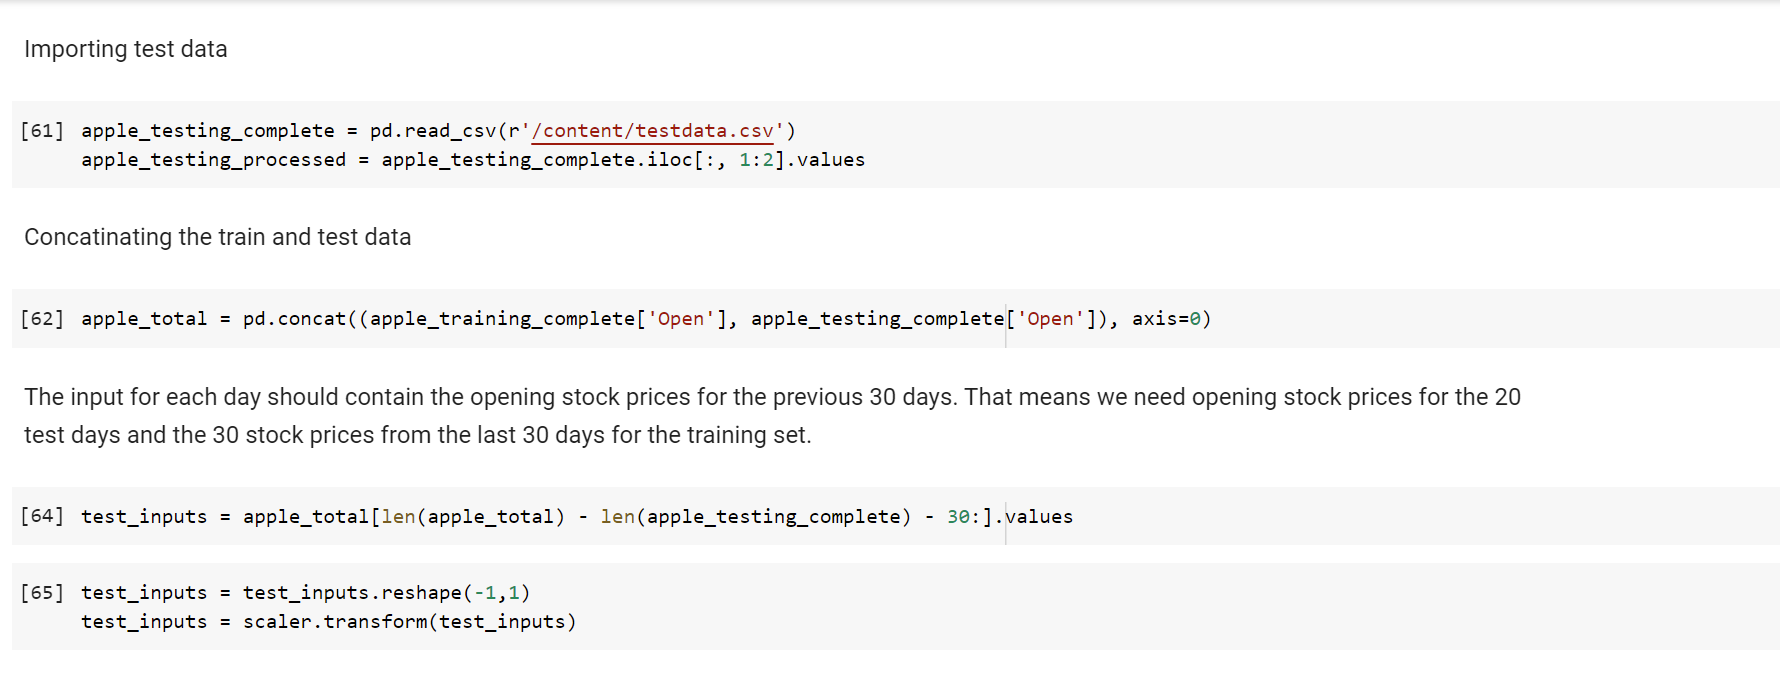 Importing test data
[61] apple_testing_complete = pd.read_csv(r'/content/testdata.csv')
apple_testing_processed = apple_testing_complete.iloc[:, 1:2].values
Concatinating the train and test data
[62] apple_total = pd.concat((apple_training_complete['Open'], apple_testing_complete['Open']), axis=0)
The input for each day should contain the opening stock prices for the previous 30 days. That means we need opening stock prices for the 20
test days and the 30 stock prices from the last 30 days for the training set.
[64] test_inputs = apple_total[len(apple_total) - len(apple_testing_complete) - 30:].values
[65] test_inputs = test_inputs.reshape(-1,1)
test_inputs = scaler.transform(test_inputs)